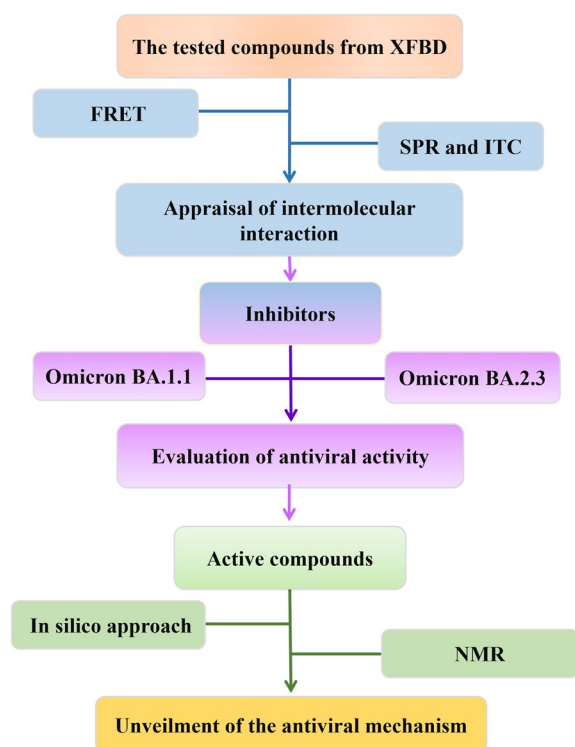 The tested compounds from XFBD
FRET
SPR and ITC
Appraisal of intermolecular
interaction
Inhibitors
Omicron BA.1.1
Omicron BA.2.3
Evaluation of antiviral activity
Active compounds
In silico approach
NMR
Unveilment of the antiviral mechanism